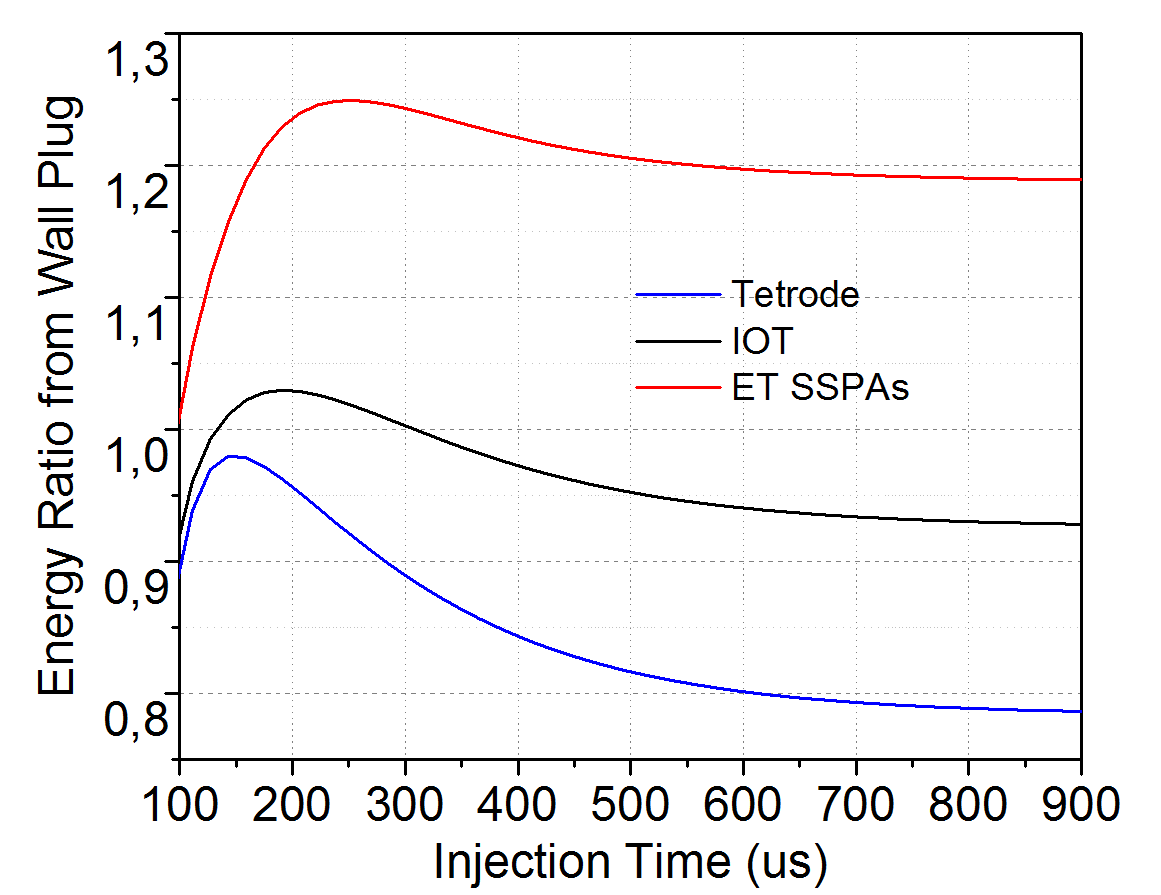 Energy Ratio from Wall Plug
1,3
1,2
1,1
1,0
0,9
0,8
Tetrode
IOT
ET SSPAs
100 200 300 400 500 600 700 800 900
Injection Time (us)